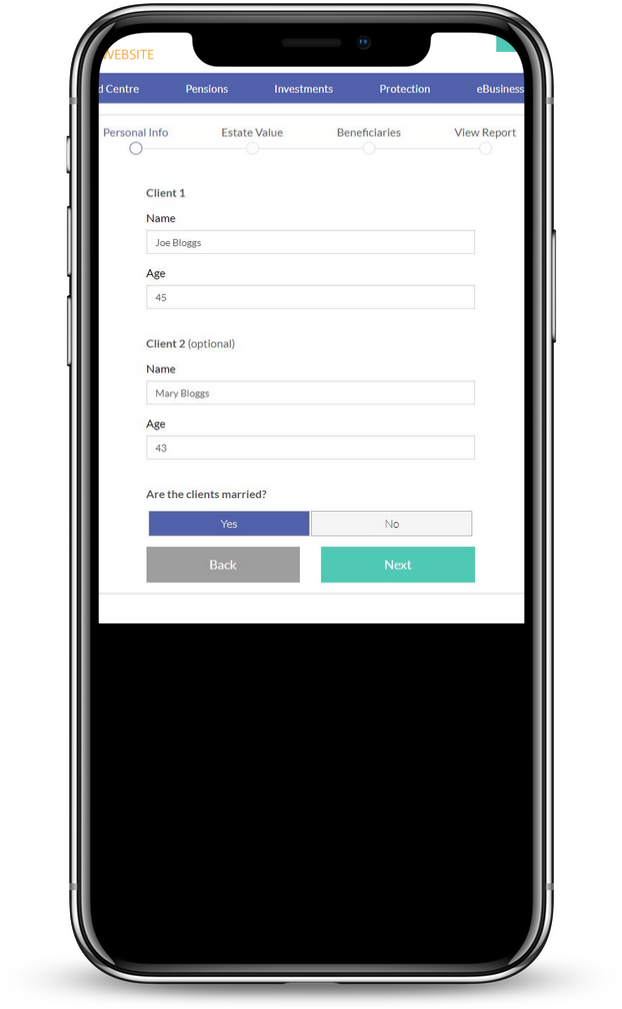 WEBSITE
d Centre Pensions Investments Protection eBusiness
Personal Info Estate Value Beneficiaries View Report
Client 1
Name
Joe Bloggs
Age
45
Client 2 (optional)
Name
Mary Bloggs
Age
43
Are the clients married?
Yes No
Back Next